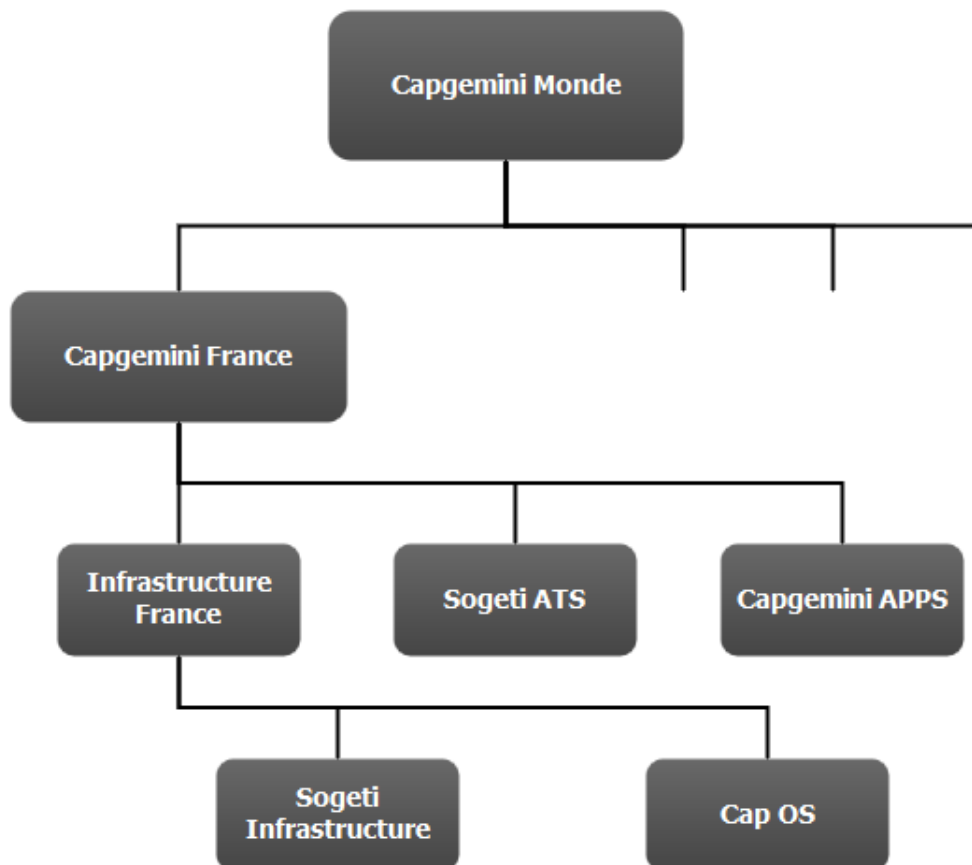 Capgemini Monde
Capgemini France
Infrastructure
France
Sogeti ATS
Capgemini APPS
Sogeti
Infrastructure
Cap OS